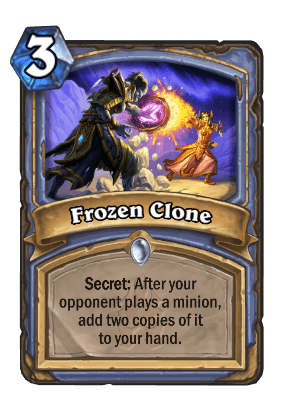 3
Frozen Clone
Secret: After your
opponent plays a minion,
add two copies of it
to your hand.